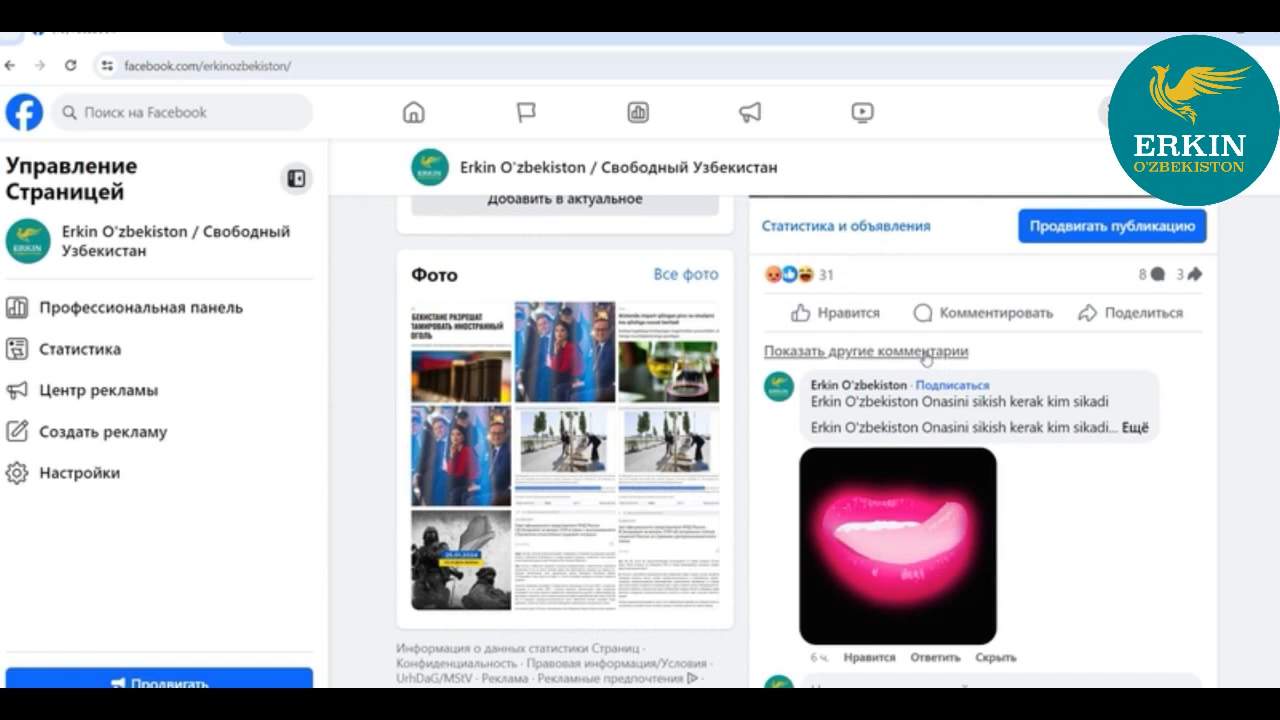 facebook.com/erkinozbekiston/
Поиск на Facebook
ERKIN
O'ZBEKISTON
Управление
Страницей
Erkin O'zbekiston / Свободный Узбекистан
Добавить в актуальное
Erkin O'zbekiston / Свободный
Узбекистан
Статистика и объявления
Продвигать публикацию
Фото
Все фото
31
8
3
Профессиональная панель
Нравится
Комментировать
Поделиться
БЕКИСТАНЕ РАЗРЕШАТ
Статистика
Показать другие комментарии
Erkin O'zbekiston · Подписаться
Центр рекламы
Erkin O'zbekiston Onasini sikish kerak kim sikadi
Erkin O'zbekiston Onasini sikish kerak kim sikadi... Ещё
Создать рекламу
Настройки
Информация о данных статистики Страниц ·
Конфиденциальность · Правовая информация/Условия ·
UrhDaG/MStV · Реклама · Рекламные предпочтения ·
6 ч.
Нравится
Ответить
Скрыть
Продвигать